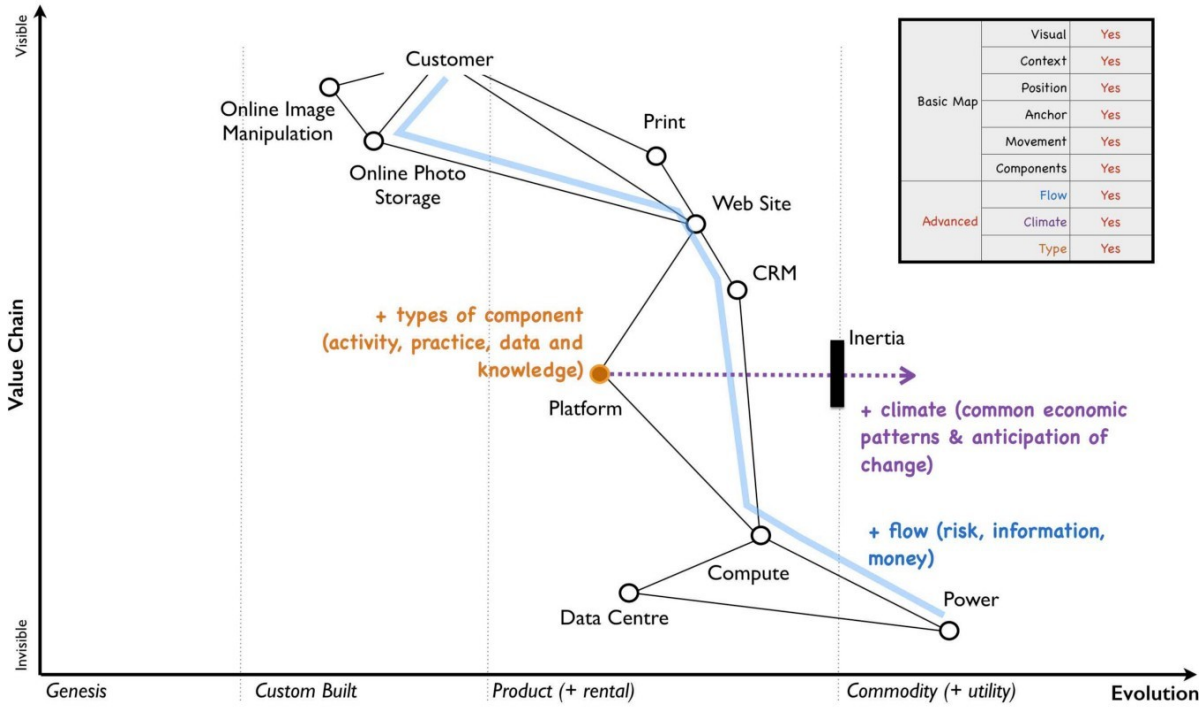 Visible
Customer
Online Image
Manipulation
Print
Online Photo
Storage
Web Site
CRM
+ types of component
(activity, practice, data and
knowledge)
Platform
Inertia
+ climate (common economic
patterns & anticipation of
change)
+ flow (risk, information,
money)
Compute
Data Centre
Power
Value Chain
Invisible
Genesis
Custom Built
Product (+ rental)
Commodity (+ utility)
Evolution
Basic Map
Visual Yes
Context Yes
Position Yes
Anchor Yes
Movement Yes
Components Yes
Advanced
Flow Yes
Climate Yes
Type Yes